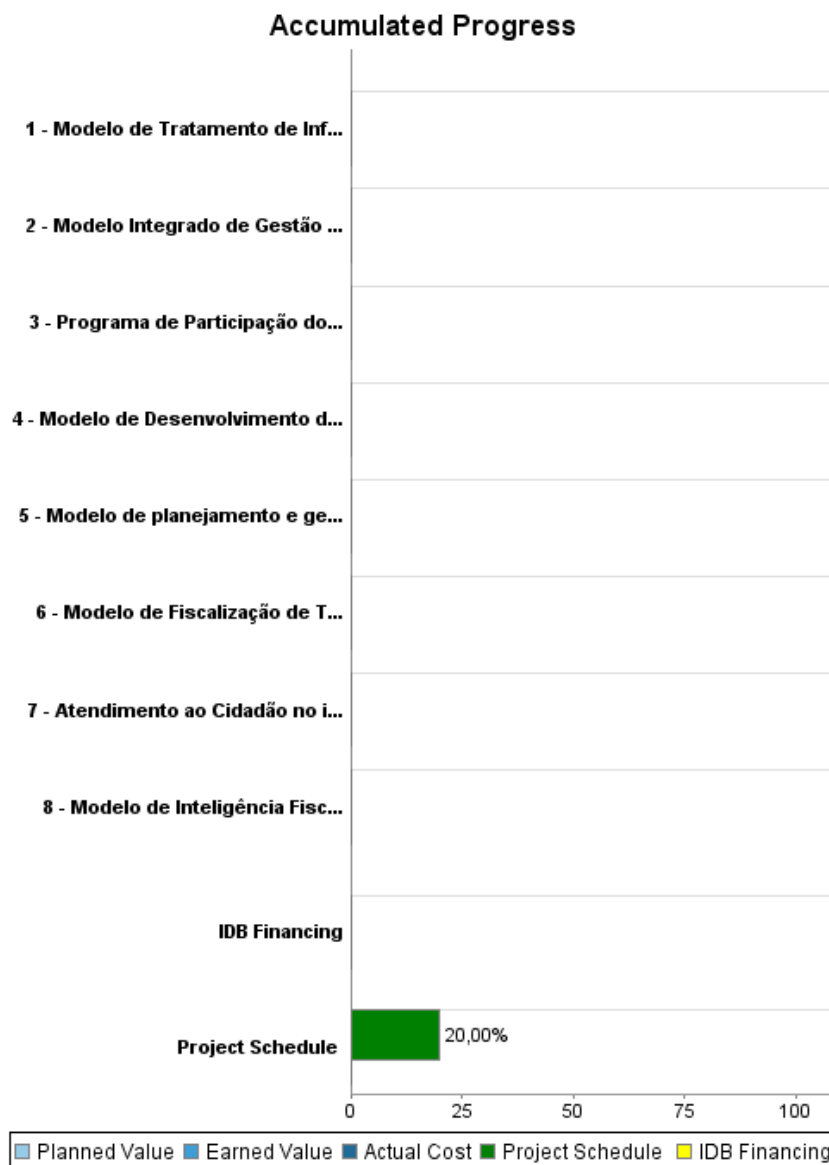 Accumulated Progress
1 - Modelo de Tratamento de Inf...
2 - Modelo Integrado de Gestão ...
3 - Programa de Participação do...
4 - Modelo de Desenvolvimento d...
5 - Modelo de planejamento e ge...
6 - Modelo de Fiscalização de T...
7 - Atendimento ao Cidadão no i...
8 - Modelo de Inteligência Fisc...
IDB Financing
Project Schedule 20,00%
0 25 50 75 100
Planned Value Earned Value Actual Cost Project Schedule IDB Financing